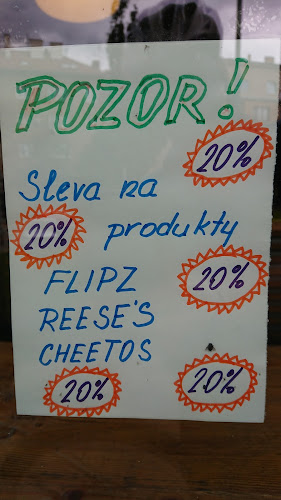 POZOR!
20%
Sleva na
20% produkty
20%
FLIPZ
REESE'S
CHEETOS
20%
20%